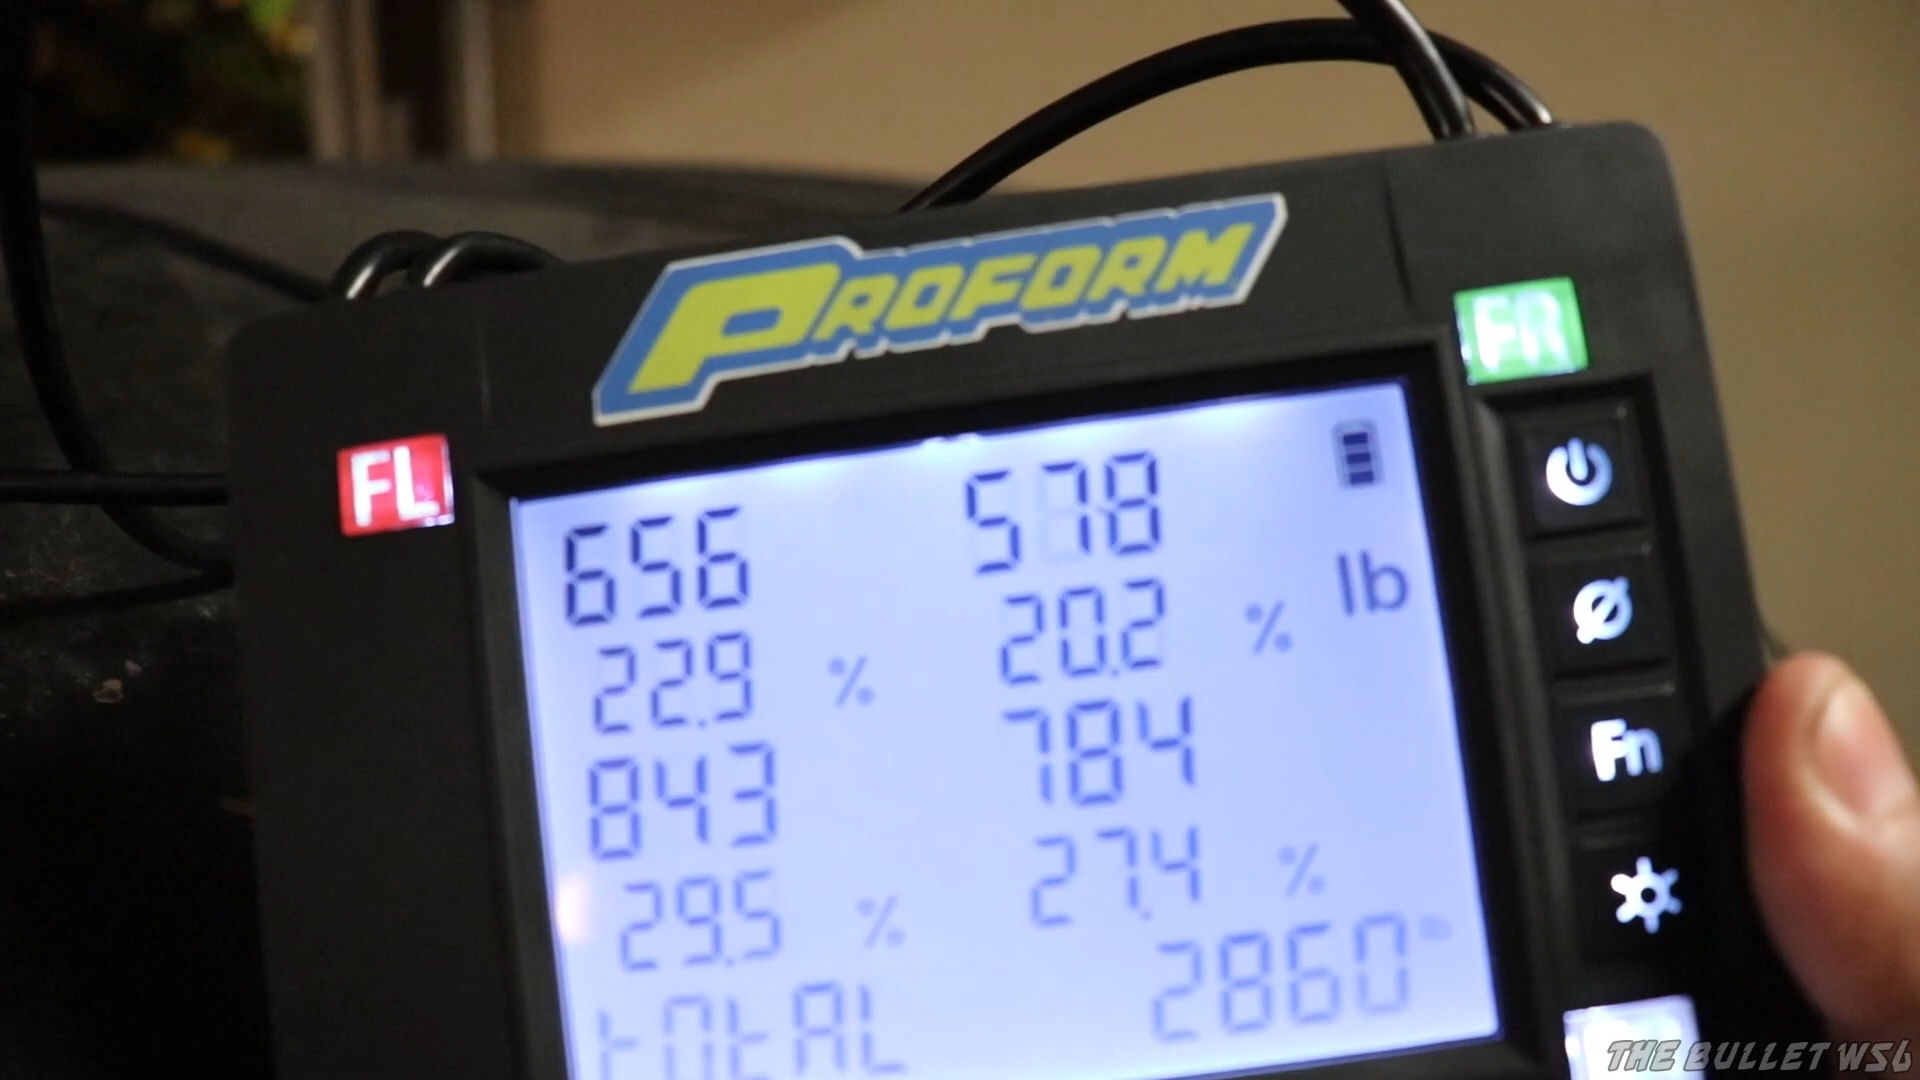 PROFORM
FL
FR
656 578
lb
22.9 % 20.2 %
843 784
Fn
29.5 % 27.4 %
TOTAL 2860 lb
THE BULLET WS6